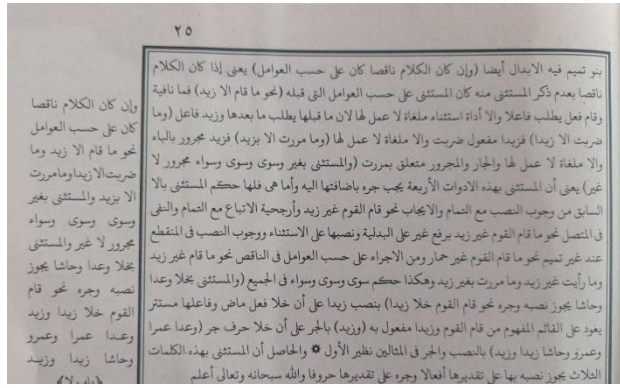 ٢٥
بنو تميم فيه الابدال أيضا (وإن كان الكلام ناقصا كان على حسب العوامل) يعنى إذا كان الكلام
ناقصا بعدم ذكر المستثنى منه كان المستثنى على حسب العوامل التى قبله (نحو ما قام الا زيد) فما نافية
وقام فعل يطلب فاعلا والا أداة استثناء ملغاة لا عمل لها لان ما قبلها يطلب ما بعدها وزيد فاعل (وما
ضربت الا زيدا) فزيدا مفعول ضربت والا ملغاة لا عمل لها (وما مررت الا بزيد) فزيد مجرور بالباء
والا ملغاة لا عمل لها والجار والمجرور متعلق بمررت (والمستثنى بغير وسوى وسوى وسواء مجرور لا
غير) يعنى أن المستثنى بهذه الادوات الأربعة يجب جره باضافتها اليه وأما هى فلها حكم المستثنى بالا
السابق من وجوب النصب مع التمام والايجاب نحو قام القوم غير زيد وأرجحية الاتباع مع التمام والنفى
فى المتصل نحو ما قام القوم غير زيد برفع غير على البدلية ونصبها على الاستثناء ووجوب النصب فى المنقطع
عند غير تميم نحو ما قام القوم غير حمار ومن الاجراء على حسب العوامل فى الناقص نحو ما قام غير زيد
وما رأيت غير زيد وما مررت بغير زيد وهكذا حكم سوى وسوى وسواء فى الجميع (والمستثنى بخلا وعدا
وحاشا يجوز نصبه وجره نحو قام القوم خلا زيدا) بنصب زيدا على أن خلا فعل ماض وفاعلها مستتر
يعود على القائم المفهوم من قام القوم وزيدا مفعول به (وزيد) بالجر على أن خلا حرف جر (وعدا عمرا
وعمرو وحاشا زيدا وزيد) بالنصب والجر فى المثالين نظير الأول * والحاصل أن المستثنى بهذه الكلمات
الثلاث يجوز نصبه بها على تقديرها أفعالا وجره على تقديرها حروفا والله سبحانه وتعالى أعلم
وإن كان الكلام ناقصا
كان على حسب العوامل
نحو ما قام الا زيد وما
ضربت الا زيدا وما مررت
الا بزيد والمستثنى بغير
وسوى وسوى وسواء
مجرور لا غير والمستثنى
بخلا وعدا وحاشا يجوز
نصبه وجره نحو قام
القوم خلا زيدا وزيد
وعدا عمرا وعمرو
وحاشا زيدا وزيد
﴿باب لا﴾